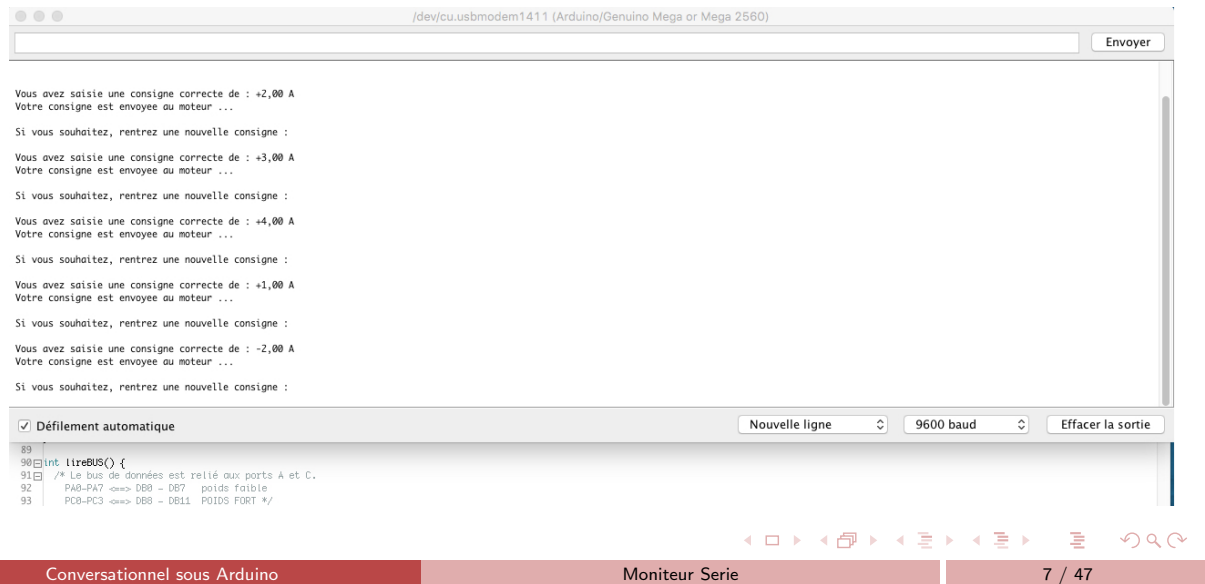 /dev/cu.usbmodem1411 (Arduino/Genuino Mega or Mega 2560)
Envoyer
Vous avez saisie une consigne correcte de : +2,00 A
Votre consigne est envoyee au moteur ...
Si vous souhaitez, rentrez une nouvelle consigne :
Vous avez saisie une consigne correcte de : +3,00 A
Votre consigne est envoyee au moteur ...
Si vous souhaitez, rentrez une nouvelle consigne :
Vous avez saisie une consigne correcte de : +4,00 A
Votre consigne est envoyee au moteur ...
Si vous souhaitez, rentrez une nouvelle consigne :
Vous avez saisie une consigne correcte de : +1,00 A
Votre consigne est envoyee au moteur ...
Si vous souhaitez, rentrez une nouvelle consigne :
Vous avez saisie une consigne correcte de : -2,00 A
Votre consigne est envoyee au moteur ...
Si vous souhaitez, rentrez une nouvelle consigne :
Défilement automatique
Nouvelle ligne
9600 baud
Effacer la sortie
89
90 int lireBUS() {
91 /* Le bus de données est relié aux ports A et C.
92 PA0-PA7 <==> DB0 - DB7 poids faible
93 PC0-PC3 <==> DB8 - DB11 POIDS FORT */
Conversationnel sous Arduino
Moniteur Serie
7 / 47